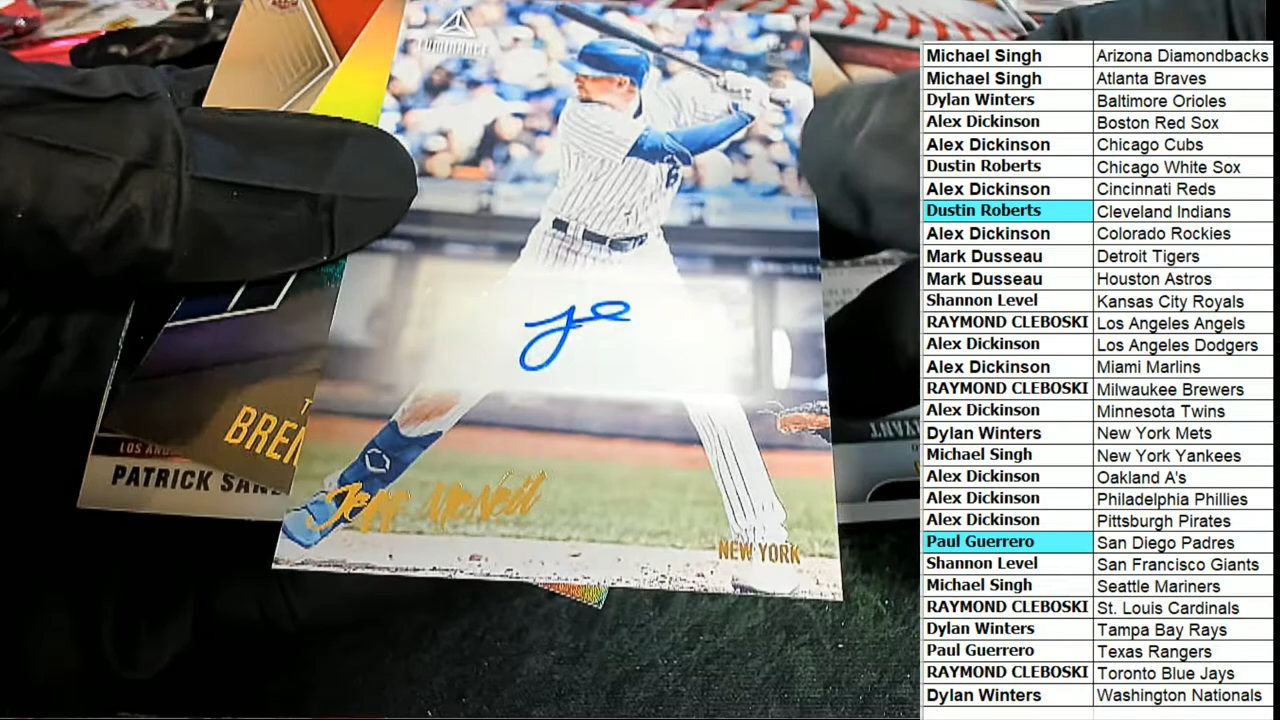 LUMINANCE
Jeff McNeil
NEW YORK
BREN
LOS AN
PATRICK SAN
Michael Singh Arizona Diamondbacks
Michael Singh Atlanta Braves
Dylan Winters Baltimore Orioles
Alex Dickinson Boston Red Sox
Alex Dickinson Chicago Cubs
Dustin Roberts Chicago White Sox
Alex Dickinson Cincinnati Reds
Dustin Roberts Cleveland Indians
Alex Dickinson Colorado Rockies
Mark Dusseau Detroit Tigers
Mark Dusseau Houston Astros
Shannon Level Kansas City Royals
RAYMOND CLEBOSKI Los Angeles Angels
Alex Dickinson Los Angeles Dodgers
Alex Dickinson Miami Marlins
RAYMOND CLEBOSKI Milwaukee Brewers
Alex Dickinson Minnesota Twins
Dylan Winters New York Mets
Michael Singh New York Yankees
Alex Dickinson Oakland A's
Alex Dickinson Philadelphia Phillies
Alex Dickinson Pittsburgh Pirates
Paul Guerrero San Diego Padres
Shannon Level San Francisco Giants
Michael Singh Seattle Mariners
RAYMOND CLEBOSKI St. Louis Cardinals
Dylan Winters Tampa Bay Rays
Paul Guerrero Texas Rangers
RAYMOND CLEBOSKI Toronto Blue Jays
Dylan Winters Washington Nationals